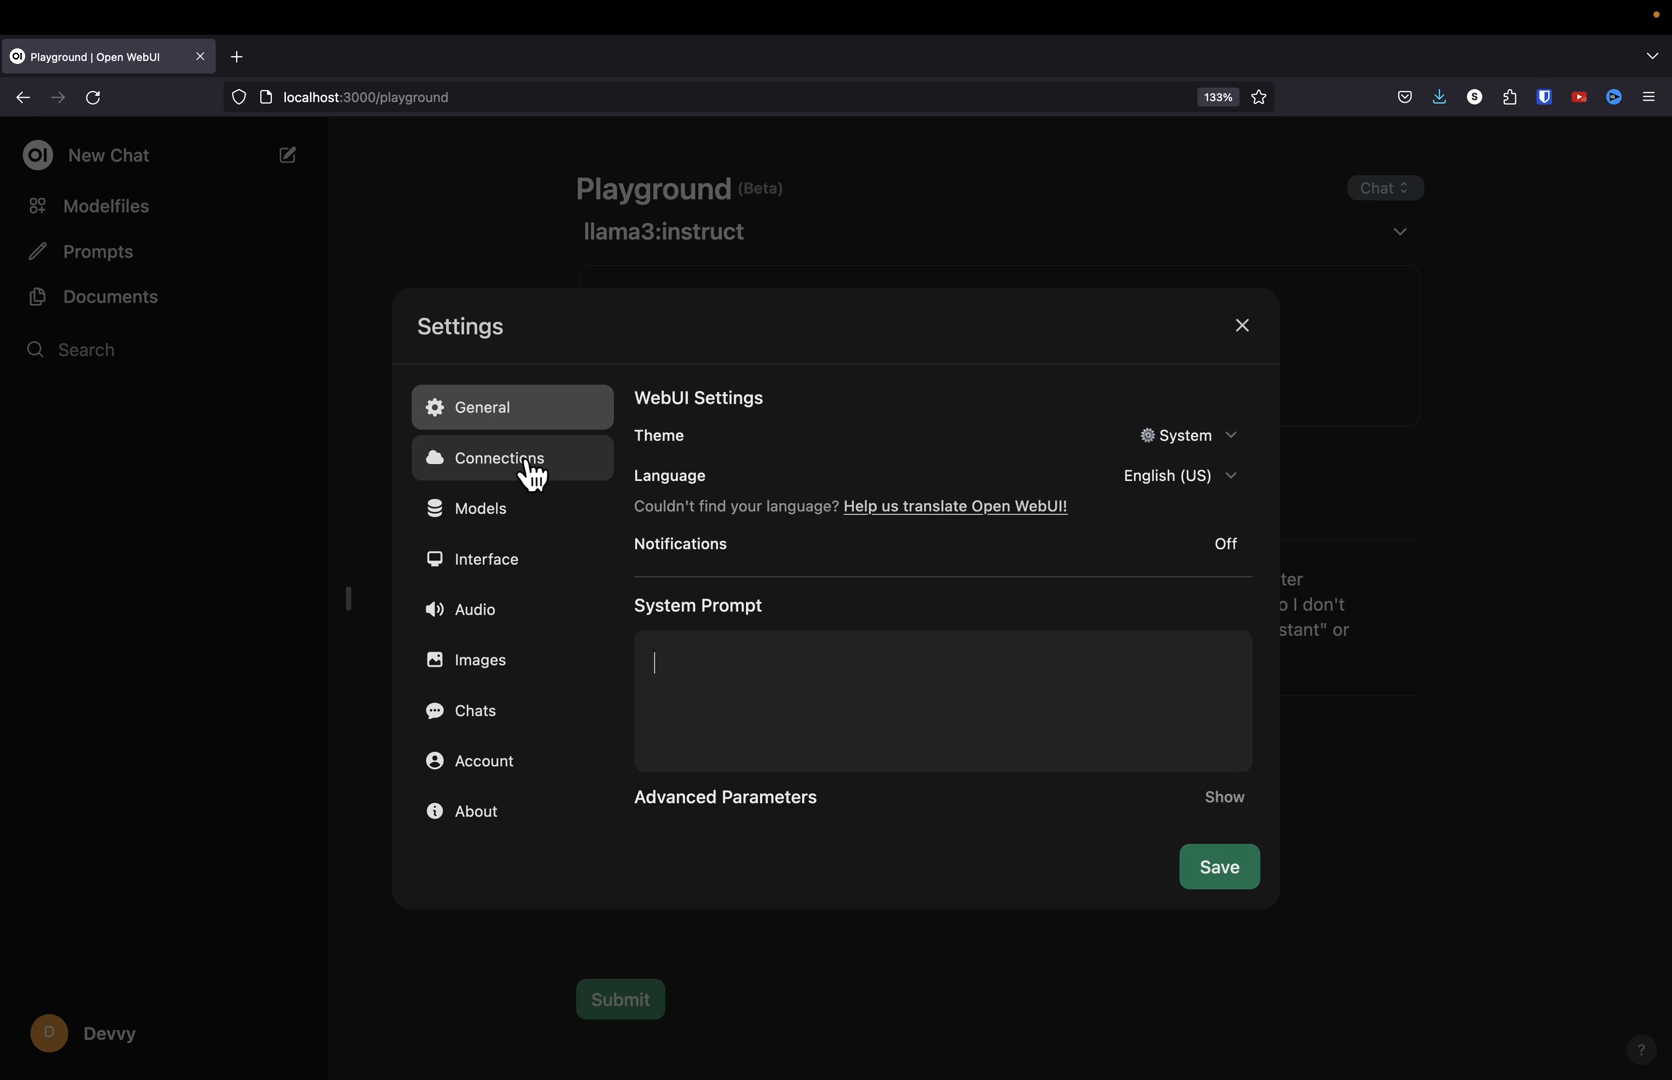 Playground | Open WebUI
localhost:3000/playground
133%
S
OI
New Chat
Modelfiles
Prompts
Documents
Search
Playground (Beta)
Chat
llama3:instruct
Settings
General
Connections
Models
Interface
Audio
Images
Chats
Account
About
WebUI Settings
Theme
System
Language
English (US)
Couldn't find your language? Help us translate Open WebUI!
Notifications
Off
System Prompt
Advanced Parameters
Show
Save
ter
o I don't
stant" or
Submit
D
Devvy
?